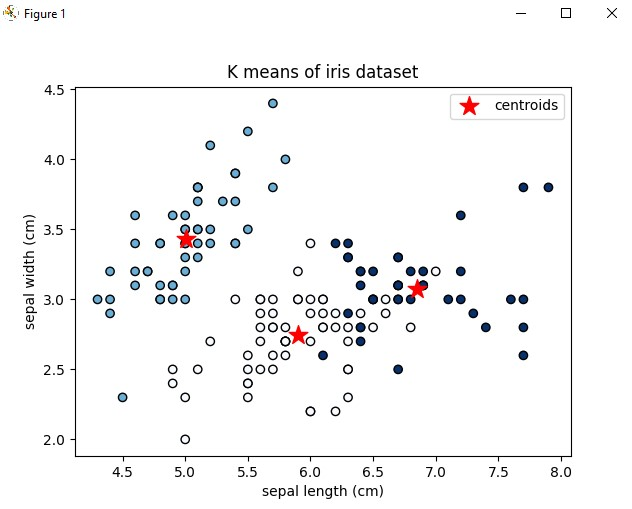 Figure 1
K means of iris dataset
centroids
4.5
4.0
3.5
3.0
2.5
2.0
sepal width (cm)
4.5 5.0 5.5 6.0 6.5 7.0 7.5 8.0
sepal length (cm)